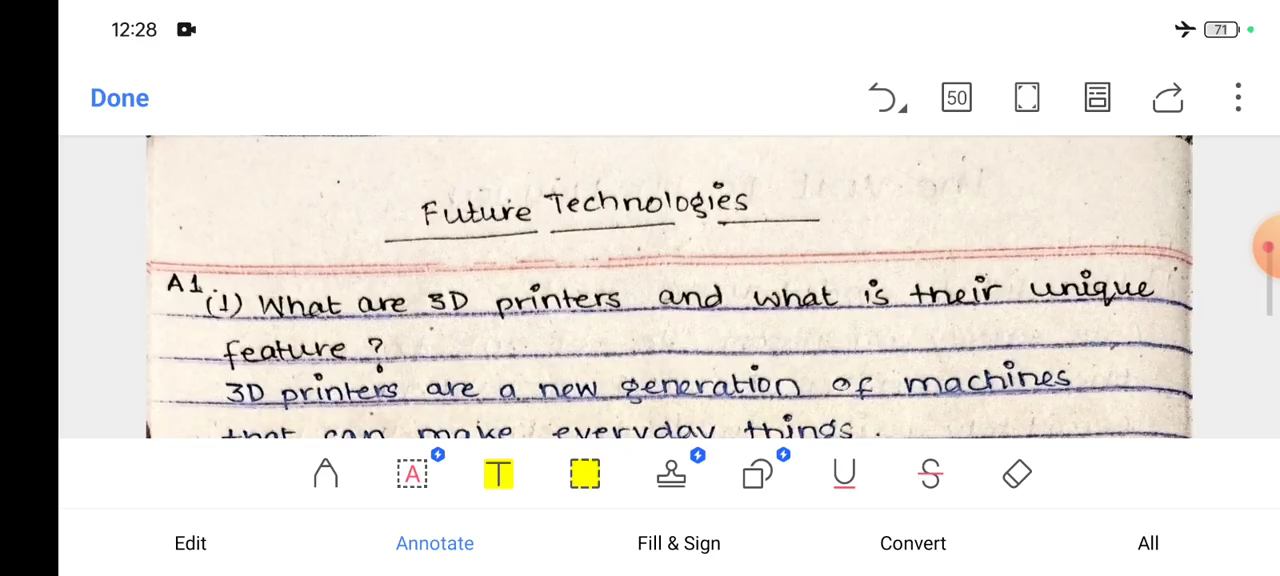 12:28
71
Done
50
Future Technologies
A1.
(1) What are 3D printers and what is their unique
feature ?
3D printers are a new generation of machines
that can make everyday things.
A
T
U
S
Edit
Annotate
Fill & Sign
Convert
All